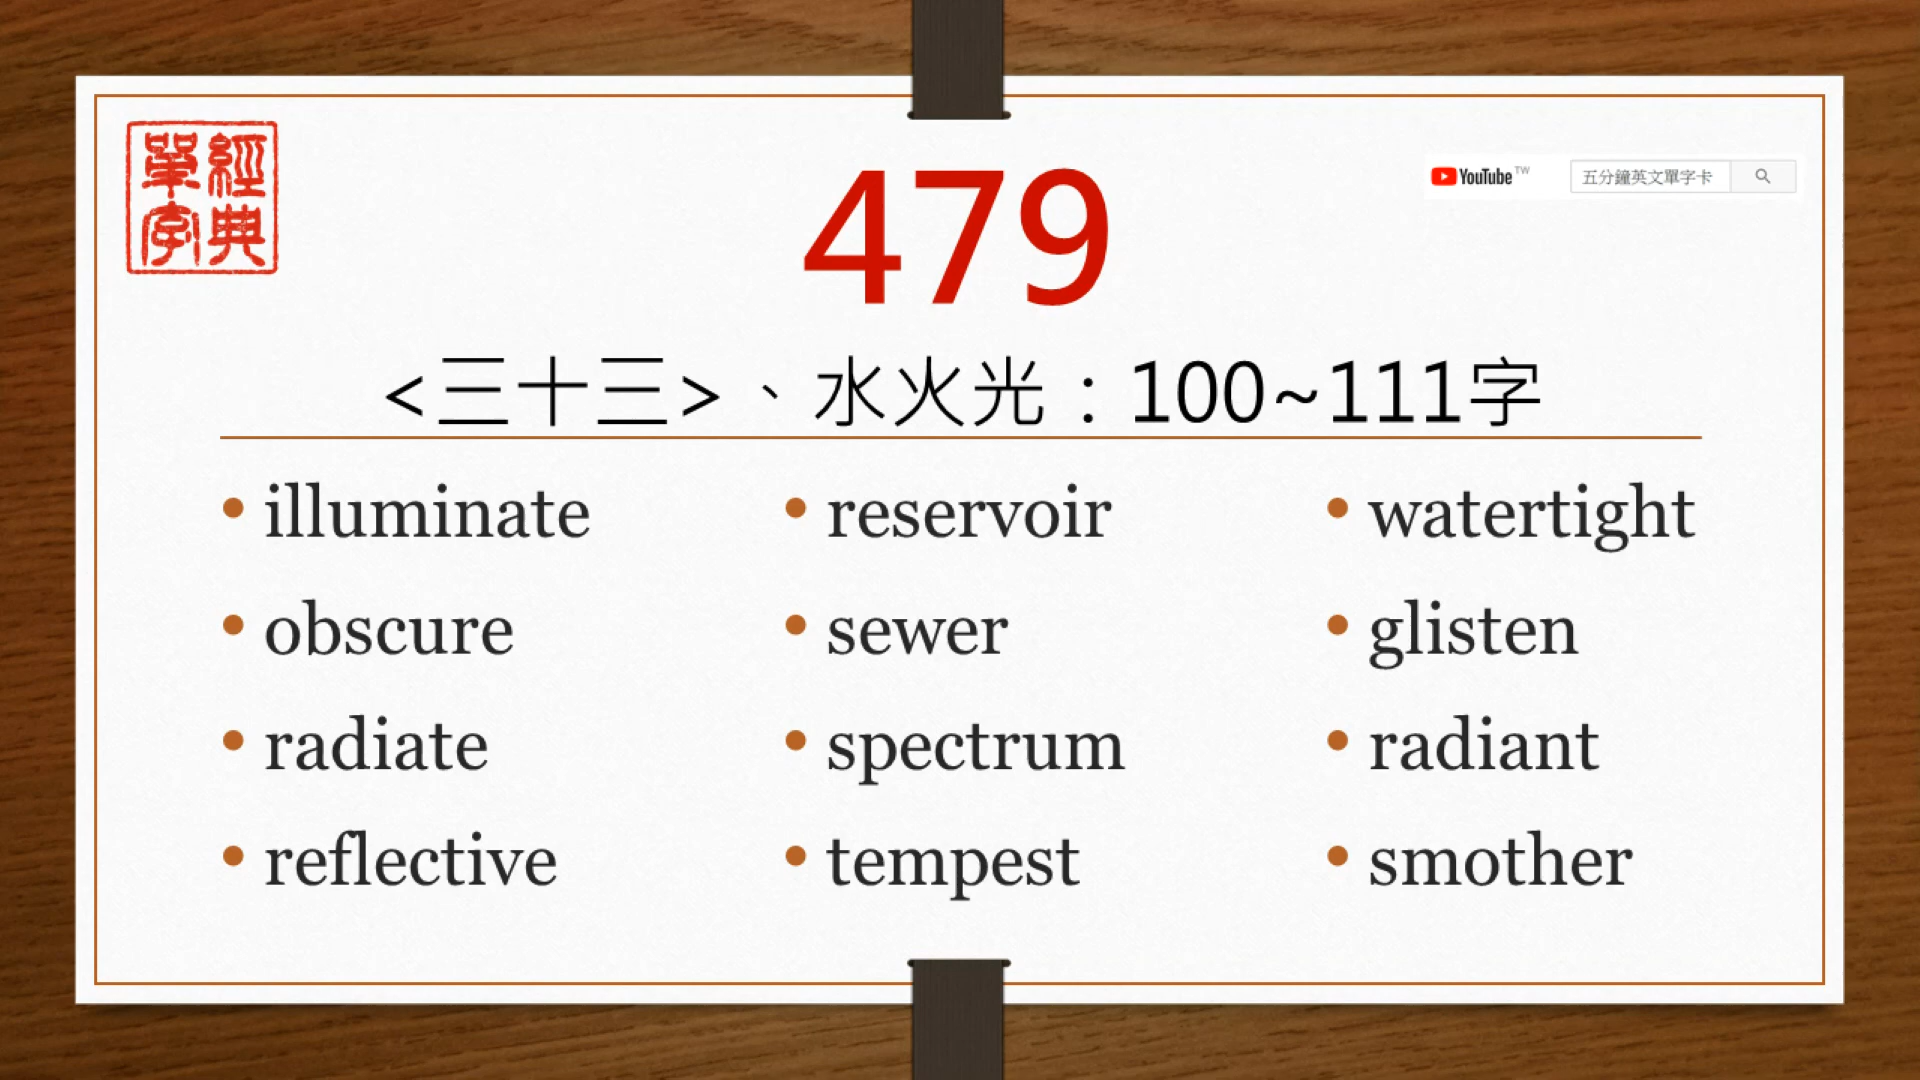 經典
單字
479
YouTube TW
五分鐘英文單字卡
<三十三>、水火光：100~111字
• illuminate
• obscure
• radiate
• reflective
• reservoir
• sewer
• spectrum
• tempest
• watertight
• glisten
• radiant
• smother